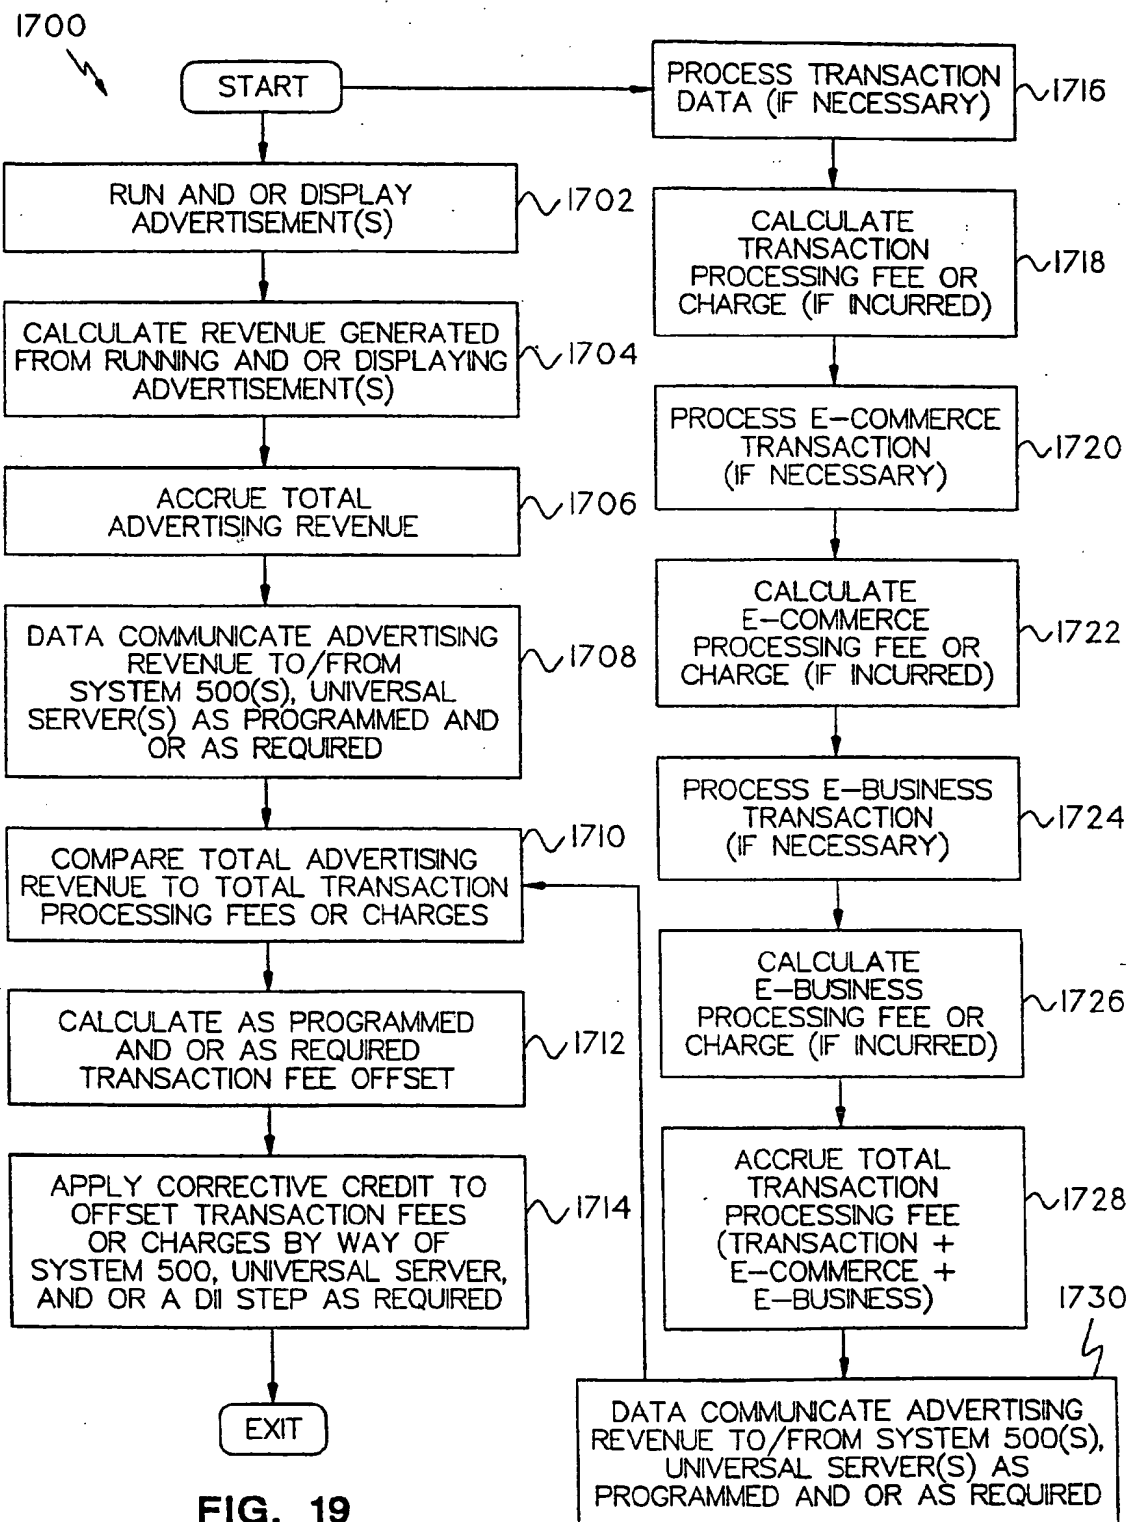 1700
START
RUN AND OR DISPLAY
ADVERTISEMENT(S)
1702
CALCULATE REVENUE GENERATED
FROM RUNNING AND OR DISPLAYING
ADVERTISEMENT(S)
1704
ACCRUE TOTAL
ADVERTISING REVENUE
1706
DATA COMMUNICATE ADVERTISING
REVENUE TO/FROM
SYSTEM 500(S), UNIVERSAL
SERVER(S) AS PROGRAMMED AND
OR AS REQUIRED
1708
1710
COMPARE TOTAL ADVERTISING
REVENUE TO TOTAL TRANSACTION
PROCESSING FEES OR CHARGES
CALCULATE AS PROGRAMMED
AND OR AS REQUIRED
TRANSACTION FEE OFFSET
1712
APPLY CORRECTIVE CREDIT TO
OFFSET TRANSACTION FEES
OR CHARGES BY WAY OF
SYSTEM 500, UNIVERSAL SERVER,
AND OR A DII STEP AS REQUIRED
1714
EXIT
PROCESS TRANSACTION
DATA (IF NECESSARY)
1716
CALCULATE
TRANSACTION
PROCESSING FEE OR
CHARGE (IF INCURRED)
1718
PROCESS E-COMMERCE
TRANSACTION
(IF NECESSARY)
1720
CALCULATE
E-COMMERCE
PROCESSING FEE OR
CHARGE (IF INCURRED)
1722
PROCESS E-BUSINESS
TRANSACTION
(IF NECESSARY)
1724
CALCULATE
E-BUSINESS
PROCESSING FEE OR
CHARGE (IF INCURRED)
1726
ACCRUE TOTAL
TRANSACTION
PROCESSING FEE
(TRANSACTION +
E-COMMERCE +
E-BUSINESS)
1728
1730
DATA COMMUNICATE ADVERTISING
REVENUE TO/FROM SYSTEM 500(S),
UNIVERSAL SERVER(S) AS
PROGRAMMED AND OR AS REQUIRED
FIG. 19